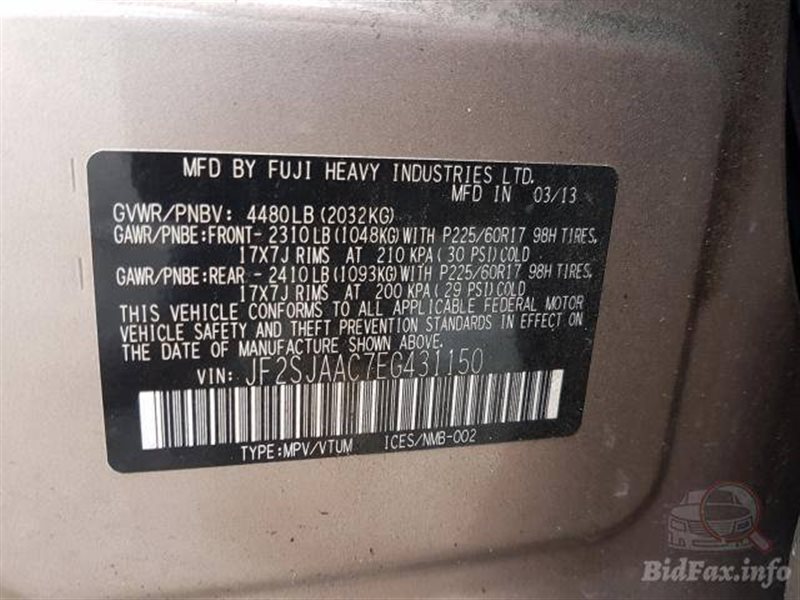 MFD BY FUJI HEAVY INDUSTRIES LTD.
MFD IN 03/13
GVWR/PNBV: 4480LB(2032KG)
GAWR/PNBE:FRONT-2310LB(1048KG)WITH P225/60R17 98H TIRES,
17X7J RIMS AT 210 KPA(30 PSI)COLD
GAWR/PNBE:REAR -2410LB(1093KG)WITH P225/60R17 98H TIRES,
17X7J RIMS AT 200 KPA(29 PSI)COLD
THIS VEHICLE CONFORMS TO ALL APPLICABLE FEDERAL MOTOR
VEHICLE SAFETY AND THEFT PREVENTION STANDARDS IN EFFECT ON
THE DATE OF MANUFACTURE SHOWN ABOVE.
VIN: JF2SJAAC7EG431150
TYPE:MPV/VTUM ICES/NMB-002
BidFax.info